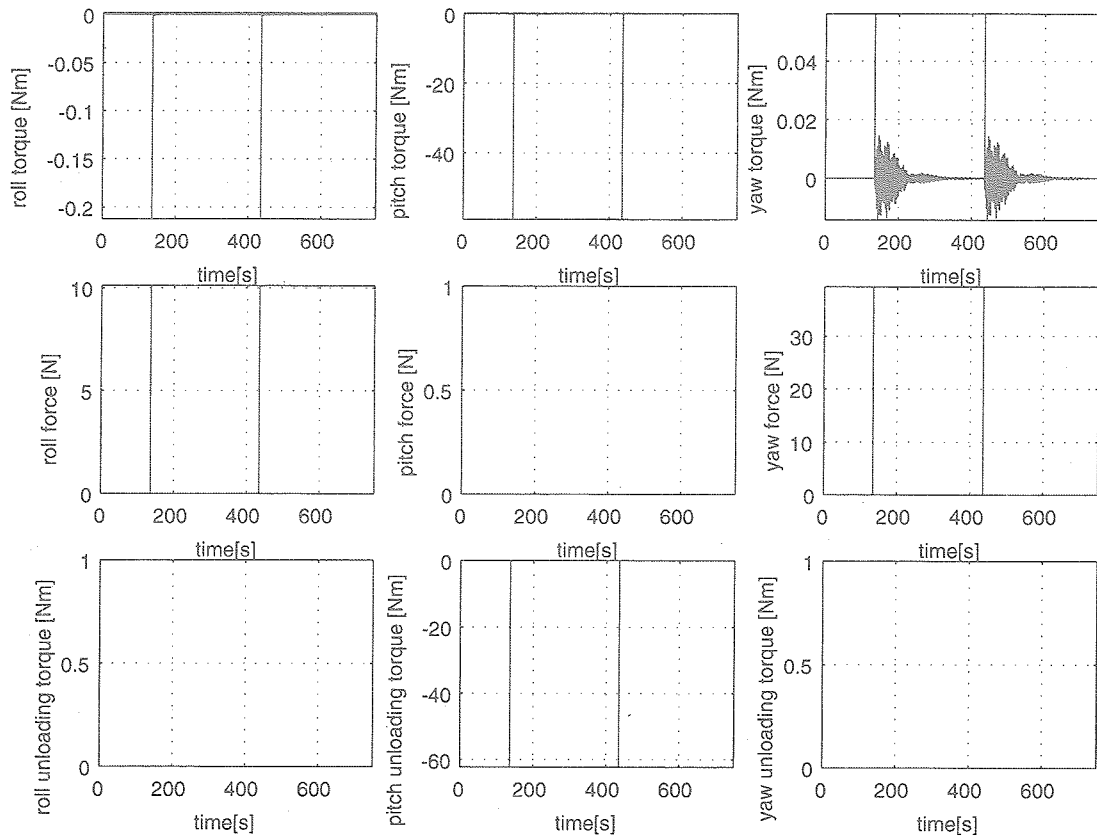 roll torque [Nm]
0
-0.05
-0.1
-0.15
-0.2
0 200 400 600
time[s]
pitch torque [Nm]
0
-20
-40
0 200 400 600
time[s]
yaw torque [Nm]
0.04
0.02
0
0 200 400 600
time[s]
roll force [N]
10
5
0
0 200 400 600
time[s]
pitch force [N]
1
0.5
0
0 200 400 600
time[s]
yaw force [N]
30
20
10
0
0 200 400 600
time[s]
roll unloading torque [Nm]
1
0.5
0
0 200 400 600
time[s]
pitch unloading torque [Nm]
0
-20
-40
-60
0 200 400 600
time[s]
yaw unloading torque [Nm]
1
0.5
0
0 200 400 600
time[s]